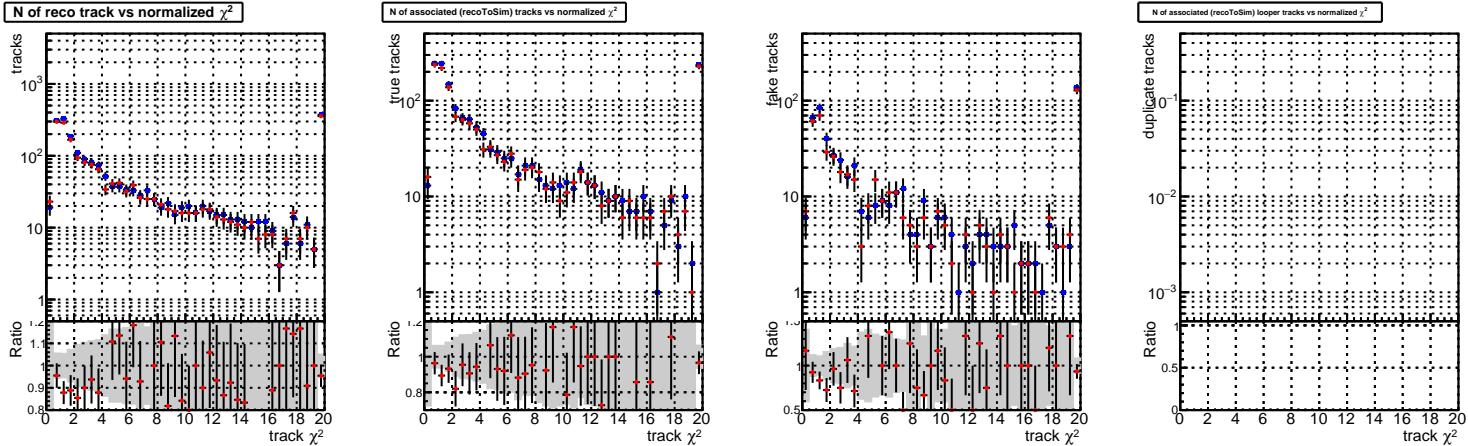 N of reco track vs normalized χ²
tracks
10³
10²
10
1
Ratio
1.2
1.1
1
0.9
0.8
0 2 4 6 8 10 12 14 16 18 20
track χ²
N of associated (recoToSim) tracks vs normalized χ²
true tracks
10²
10
1
Ratio
1.2
1
0.8
0 2 4 6 8 10 12 14 16 18 20
track χ²
fake tracks
10²
10
1
Ratio
1.5
1
0.5
0 2 4 6 8 10 12 14 16 18 20
track χ²
N of associated (recoToSim) looper tracks vs normalized χ²
duplicate tracks
10⁻¹
10⁻²
10⁻³
Ratio
1
0.5
0
0 2 4 6 8 10 12 14 16 18 20
track χ²